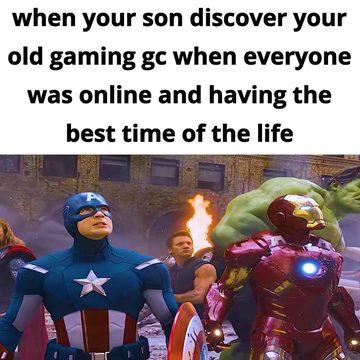 when your son discover your
old gaming gc when everyone
was online and having the
best time of the life
A